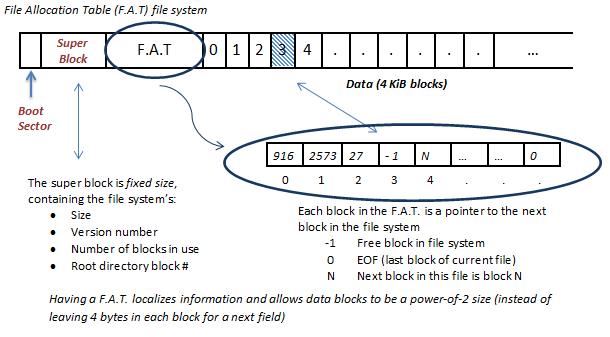 File Allocation Table (F.A.T) file system
Super
Block
F.A.T
0 1 2 3 4 . . . . . . ...
Boot
Sector
Data (4 KiB blocks)
916 2573 27 -1 N ... ... 0
0 1 2 3 4 . . .
The super block is fixed size,
containing the file system's:
• Size
• Version number
• Number of blocks in use
• Root directory block #
Each block in the F.A.T. is a pointer to the next
block in the file system
-1 Free block in file system
0 EOF (last block of current file)
N Next block in this file is block N
Having a F.A.T. localizes information and allows data blocks to be a power-of-2 size (instead of
leaving 4 bytes in each block for a next field)